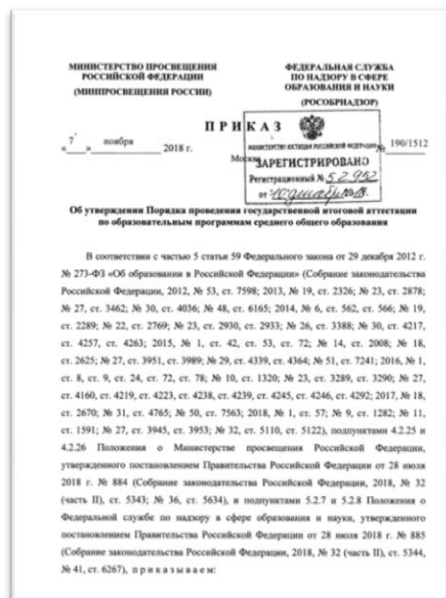 МИНИСТЕРСТВО ПРОСВЕЩЕНИЯ
РОССИЙСКОЙ ФЕДЕРАЦИИ
(МИНПРОСВЕЩЕНИЯ РОССИИ)
ФЕДЕРАЛЬНАЯ СЛУЖБА
ПО НАДЗОРУ В СФЕРЕ
ОБРАЗОВАНИЯ И НАУКИ
(РОСОБРНАДЗОР)
ПРИКАЗ
« 7 » ноября 2018 г. № 190/1512
МИНИСТЕРСТВО ЮСТИЦИИ РОССИЙСКОЙ ФЕДЕРАЦИИ
Москва
ЗАРЕГИСТРИРОВАНО
Регистрационный № 52952
от "10 декабря 2018.
Об утверждении Порядка проведения государственной итоговой аттестации
по образовательным программам среднего общего образования
В соответствии с частью 5 статьи 59 Федерального закона от 29 декабря 2012 г.
№ 273-ФЗ «Об образовании в Российской Федерации» (Собрание законодательства
Российской Федерации, 2012, № 53, ст. 7598; 2013, № 19, ст. 2326; № 23, ст. 2878;
№ 27, ст. 3462; № 30, ст. 4036; № 48, ст. 6165; 2014, № 6, ст. 562, ст. 566; № 19,
ст. 2289; № 22, ст. 2769; № 23, ст. 2930, ст. 2933; № 26, ст. 3388; № 30, ст. 4217,
ст. 4257, ст. 4263; 2015, № 1, ст. 42, ст. 53, ст. 72; № 14, ст. 2008; № 18,
ст. 2625; № 27, ст. 3951, ст. 3989; № 29, ст. 4339, ст. 4364; № 51, ст. 7241; 2016, № 1,
ст. 8, ст. 9, ст. 24, ст. 72, ст. 78; № 10, ст. 1320; № 23, ст. 3289, ст. 3290; № 27,
ст. 4160, ст. 4219, ст. 4223, ст. 4238, ст. 4239, ст. 4245, ст. 4246, ст. 4292; 2017, № 18,
ст. 2670; № 31, ст. 4765; № 50, ст. 7563; 2018, № 1, ст. 57; № 9, ст. 1282; № 11,
ст. 1591; № 27, ст. 3945, ст. 3953; № 32, ст. 5110, ст. 5122), подпунктами 4.2.25 и
4.2.26 Положения о Министерстве просвещения Российской Федерации,
утвержденного постановлением Правительства Российской Федерации от 28 июля
2018 г. № 884 (Собрание законодательства Российской Федерации, 2018, № 32
(часть II), ст. 5343; № 36, ст. 5634), и подпунктами 5.2.7 и 5.2.8 Положения о
Федеральной службе по надзору в сфере образования и науки, утвержденного
постановлением Правительства Российской Федерации от 28 июля 2018 г. № 885
(Собрание законодательства Российской Федерации, 2018, № 32 (часть II), ст. 5344,
№ 41, ст. 6267), приказываем: